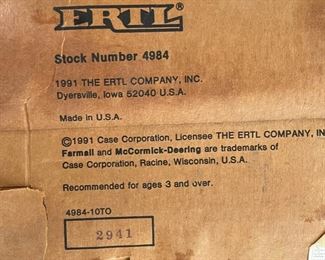 ERTL®
Stock Number 4984
1991 THE ERTL COMPANY, INC.
Dyersville, Iowa 52040 U.S.A.
Made in U.S.A.
©1991 Case Corporation, Licensee THE ERTL COMPANY, IN
Farmall and McCormick-Deering are trademarks of
Case Corporation, Racine, Wisconsin, U.S.A.
Recommended for ages 3 and over.
4984-10TO
2941